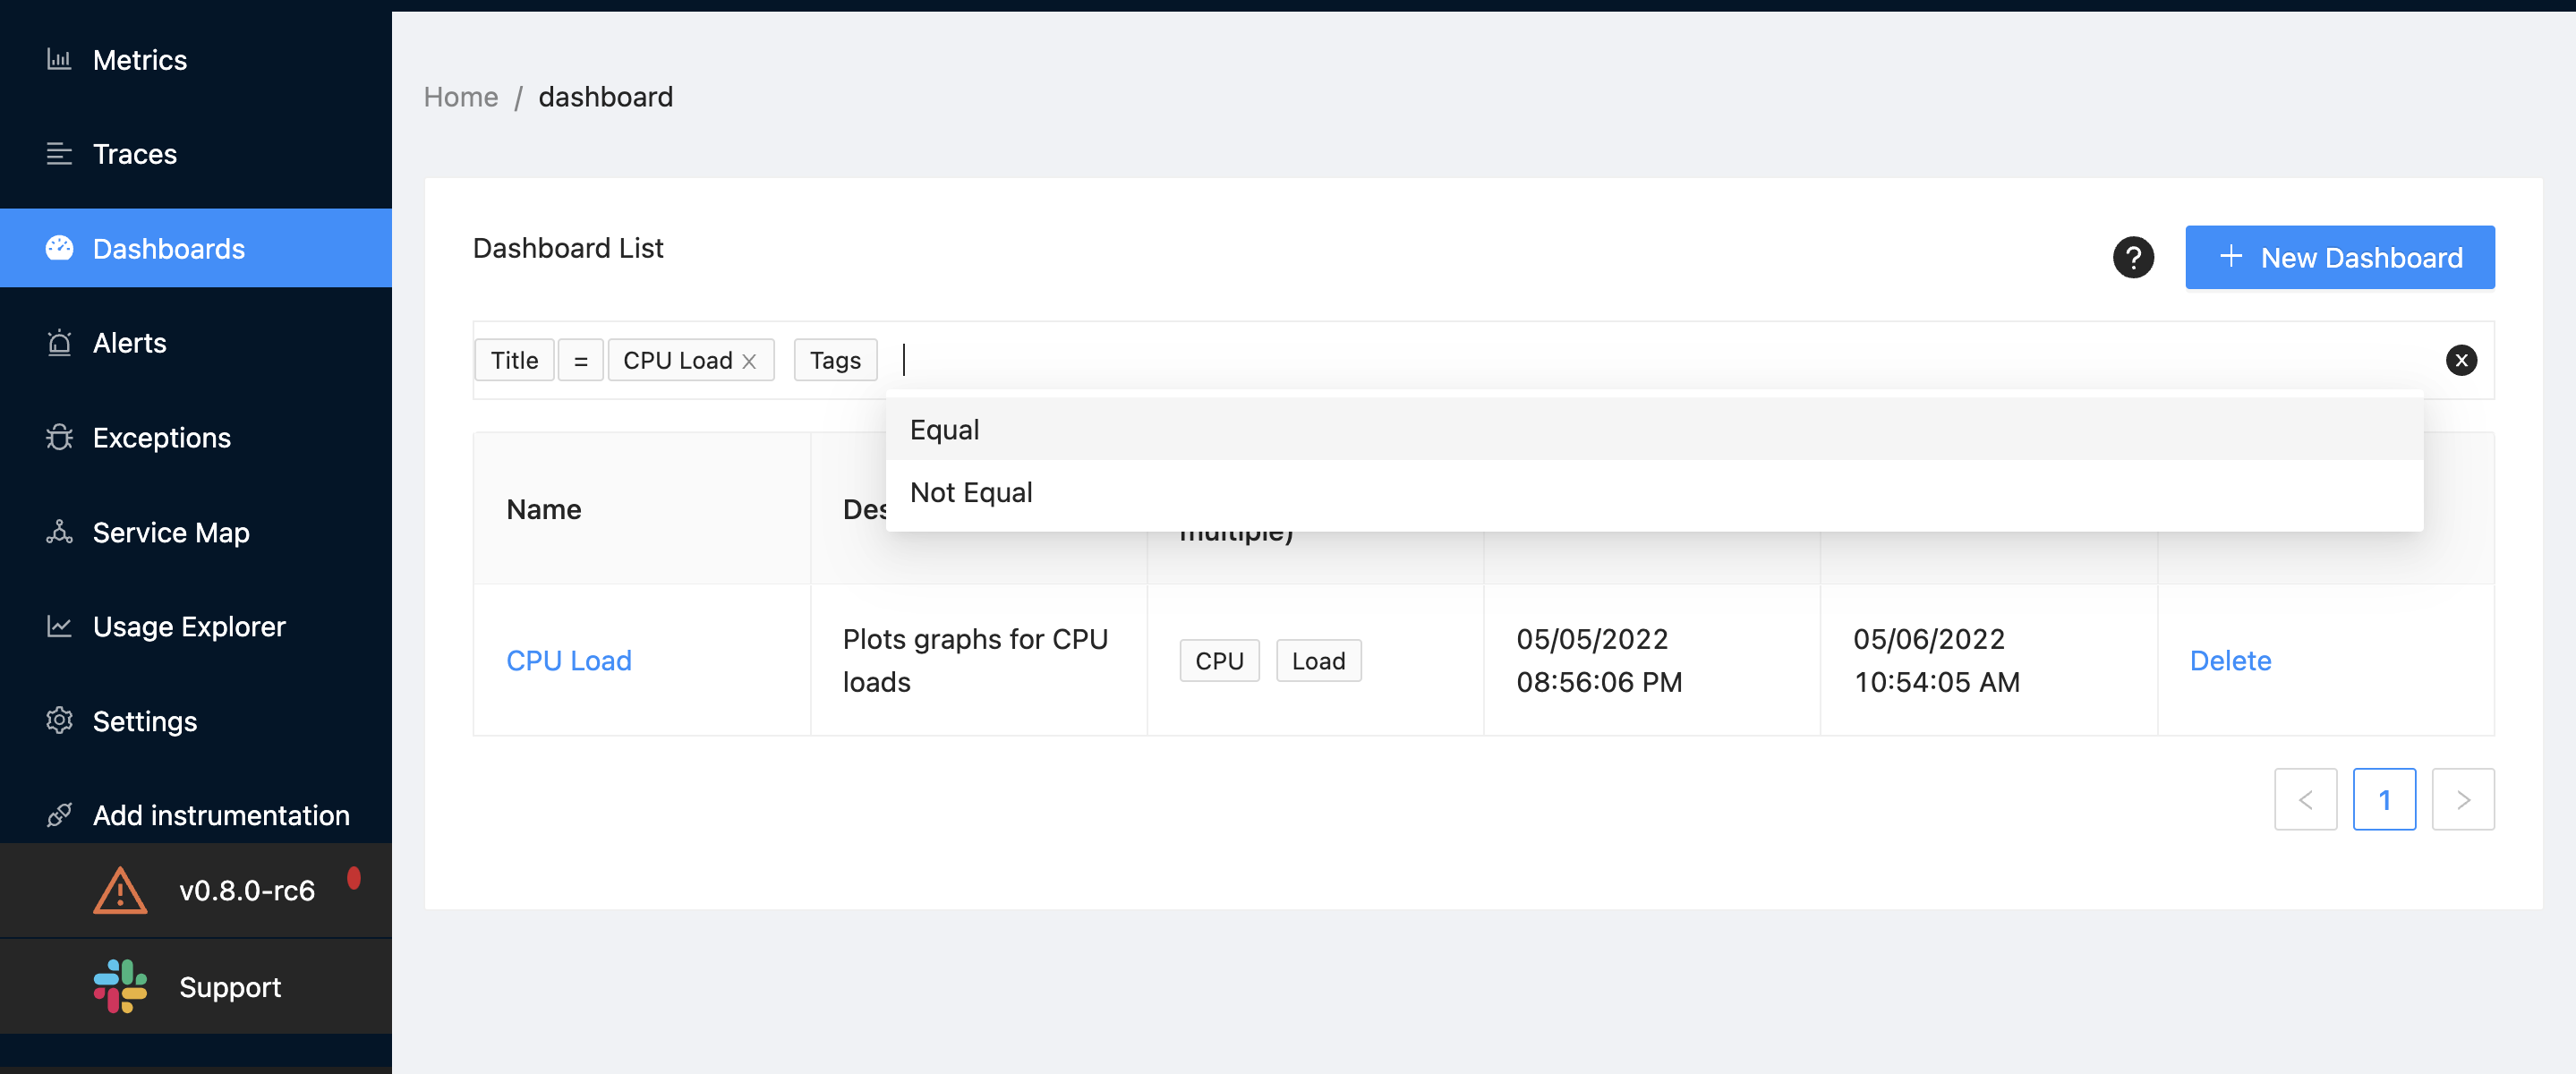 Metrics
Traces
Dashboards
Alerts
Exceptions
Service Map
Usage Explorer
Settings
Add instrumentation
v0.8.0-rc6
Support
Home / dashboard
Dashboard List
? + New Dashboard
Title = CPU Load × Tags
Equal
Not Equal
Name
multiple)
CPU Load
Plots graphs for CPU
loads
CPU Load
05/05/2022
08:56:06 PM
05/06/2022
10:54:05 AM
Delete
< 1 >